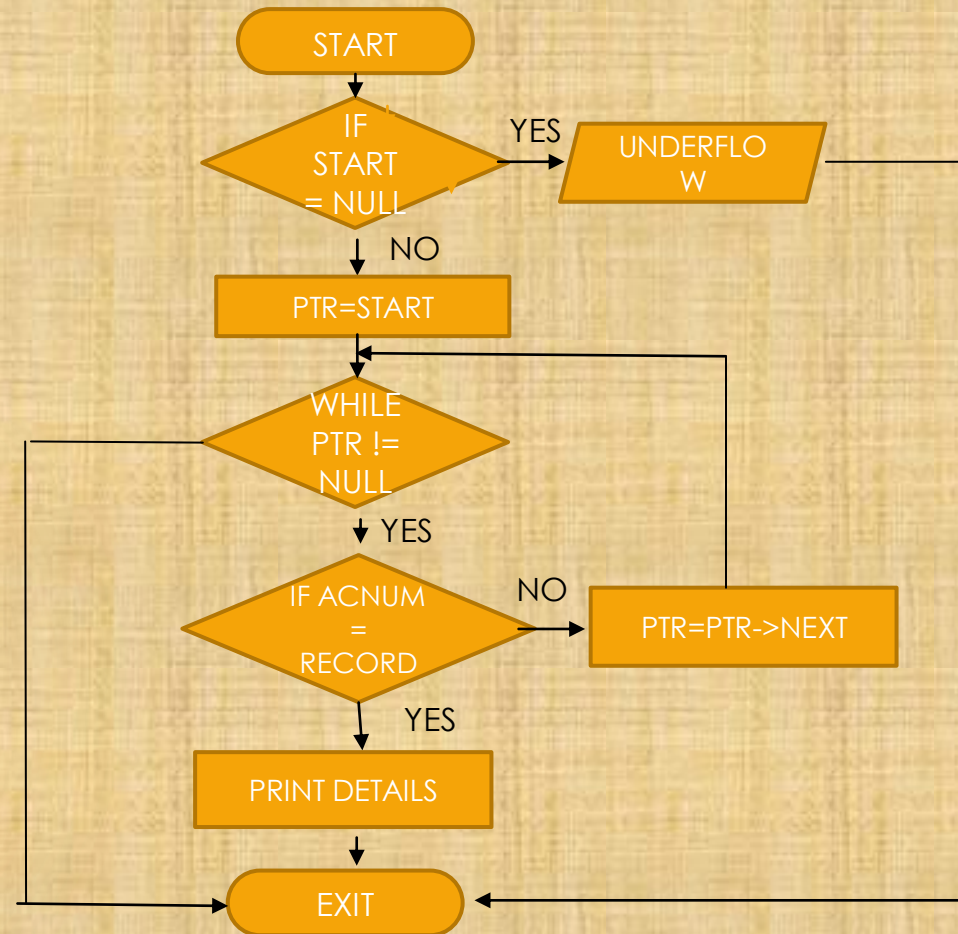 START
IF
START
= NULL
YES
UNDERFLO
W
NO
PTR=START
WHILE
PTR !=
NULL
YES
IF ACNUM
=
RECORD
NO
PTR=PTR->NEXT
YES
PRINT DETAILS
EXIT